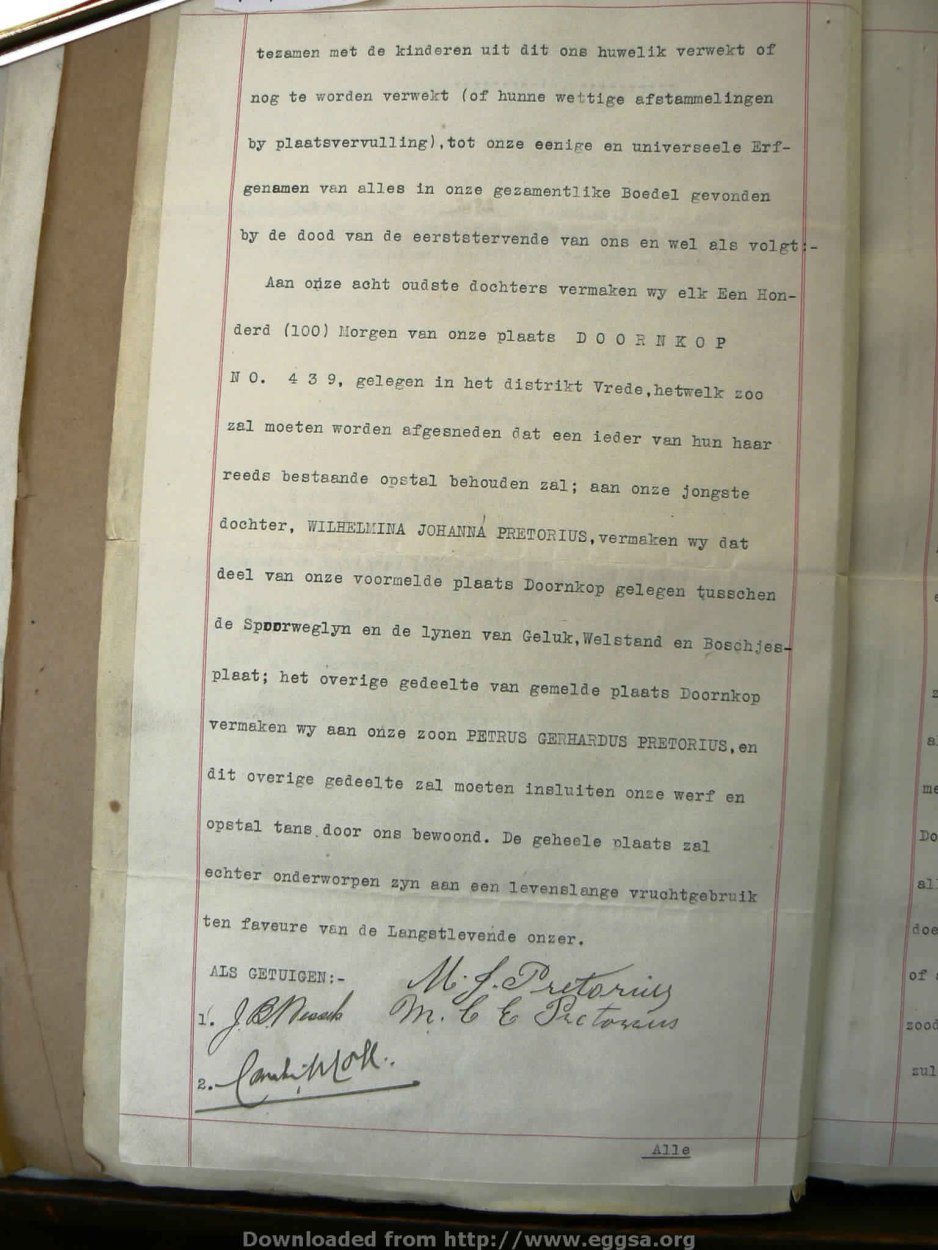 tezamen met de kinderen uit dit ons huwelik verwekt of
nog te worden verwekt (of hunne wettige afstammelingen
by plaatsvervulling),tot onze eenige en universeele Erf-
genamen van alles in onze gezamentlike Boedel gevonden
by de dood van de eerststervende van ons en wel als volgt:-
Aan onze acht oudste dochters vermaken wy elk Een Hon-
derd (100) Morgen van onze plaats D O O R N K O P
N O. 4 3 9, gelegen in het distrikt Vrede,hetwelk zoo
zal moeten worden afgesneden dat een ieder van hun haar
reeds bestaande opstal behouden zal; aan onze jongste
dochter, WILHELMINA JOHANNA PRETORIUS,vermaken wy dat
deel van onze voormelde plaats Doornkop gelegen tusschen
de Spoorweglyn en de lynen van Geluk,Welstand en Boschjes-
plaat; het overige gedeelte van gemelde plaats Doornkop
vermaken wy aan onze zoon PETRUS GERHARDUS PRETORIUS,en
dit overige gedeelte zal moeten insluiten onze werf en
opstal tans door ons bewoond. De geheele plaats zal
echter onderworpen zyn aan een levenslange vruchtgebruik
ten faveure van de Langstlevende onzer.
ALS GETUIGEN:-
M. J. Pretorius
1. J.B.
M. C E Pretorius
2.
Alle
a
me
Do
al
doe
of
zood
zul
Downloaded from http://www.eggsa.org